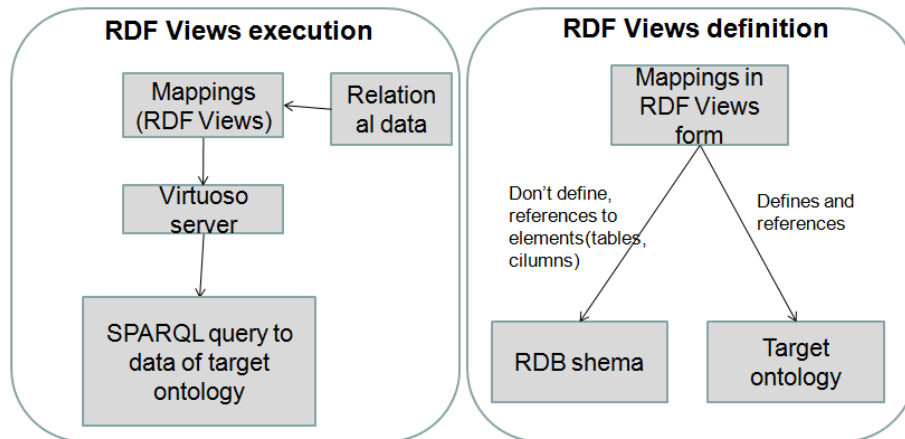 RDF Views execution
Mappings
(RDF Views)
Relation
al data
Virtuoso
server
SPARQL query to
data of target
ontology
RDF Views definition
Mappings in
RDF Views
form
Don't define,
references to
elements(tables,
cilumns)
Defines and
references
RDB shema
Target
ontology